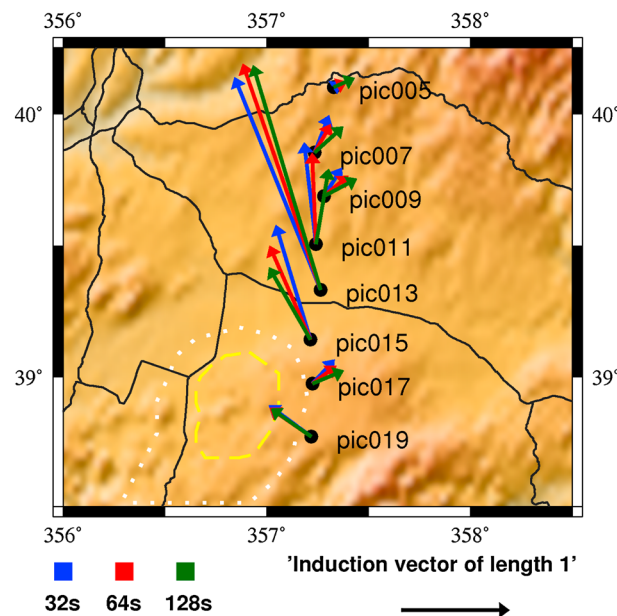 356° 357° 358°
40° 40°
39° 39°
pic005
pic007
pic009
pic011
pic013
pic015
pic017
pic019
356° 357° 358°
'Induction vector of length 1'
32s 64s 128s